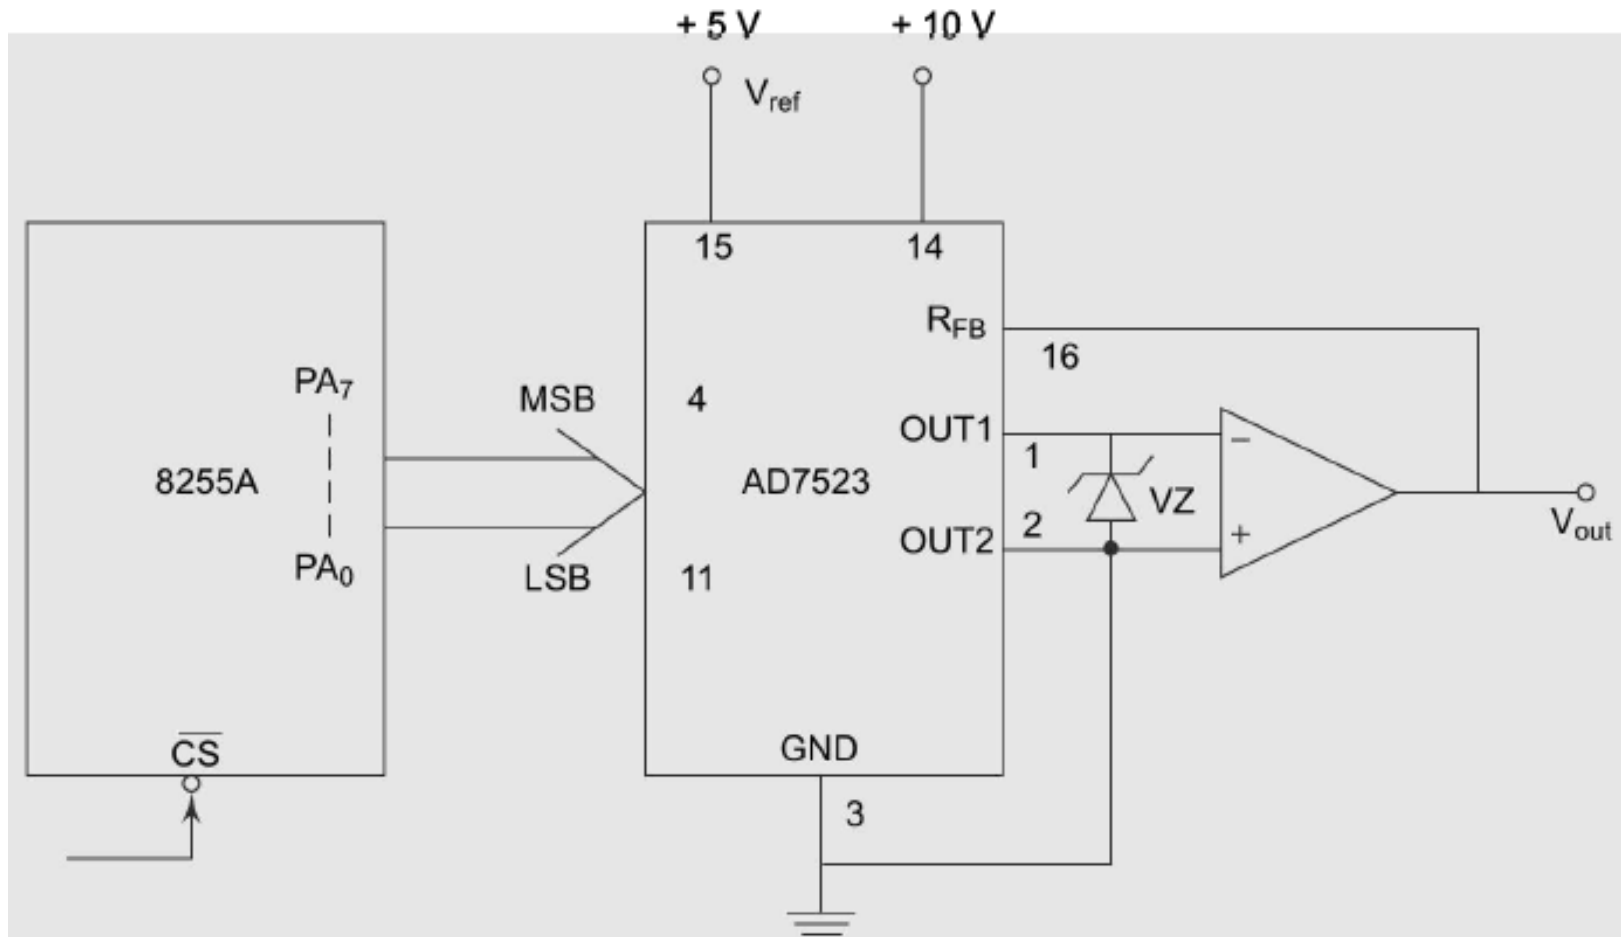 + 5 V
+ 10 V
Vref
15
14
RFB
16
PA7
MSB
4
OUT1
1
8255A
AD7523
VZ
2
OUT2
Vout
PA0
LSB
11
−
+
CS
GND
3